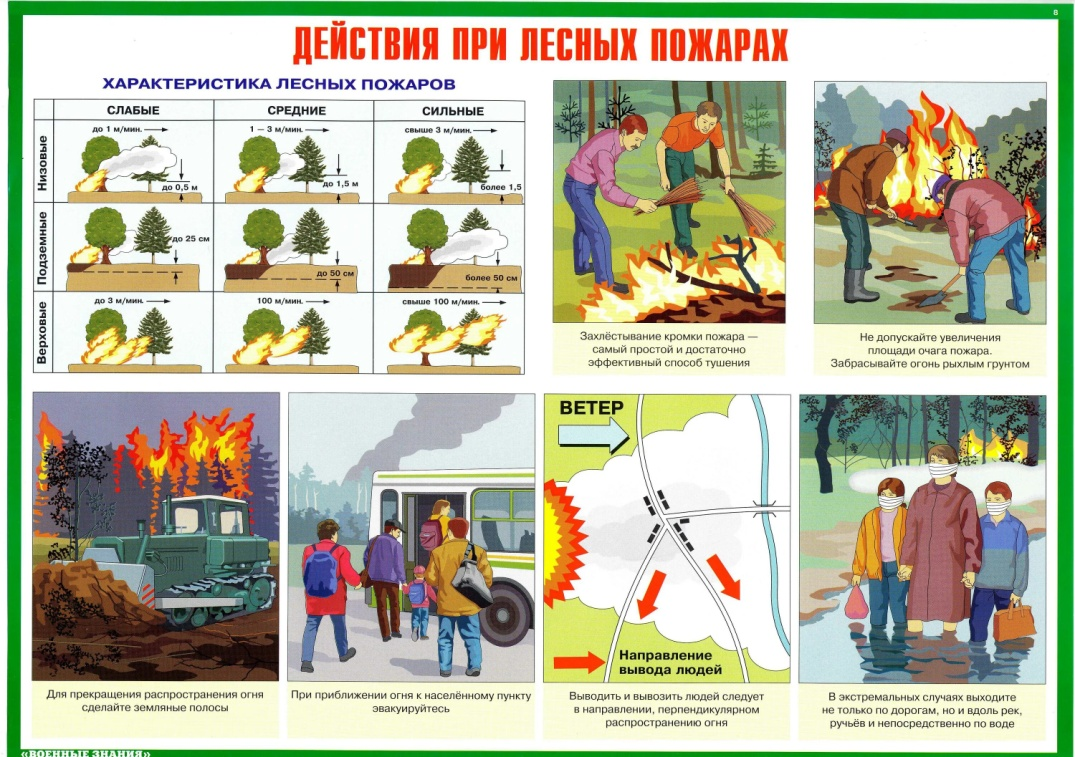 8
ДЕЙСТВИЯ ПРИ ЛЕСНЫХ ПОЖАРАХ
ХАРАКТЕРИСТИКА ЛЕСНЫХ ПОЖАРОВ
СЛАБЫЕ
СРЕДНИЕ
СИЛЬНЫЕ
Низовые
до 1 м/мин.
до 0,5 м
1 — 3 м/мин.
до 1,5 м
свыше 3 м/мин.
более 1,5
Подземные
до 25 см
до 50 см
более 50 см
Верховые
до 3 м/мин.
100 м/мин.
свыше 100 м/мин.
Захлёстывание кромки пожара —
самый простой и достаточно
эффективный способ тушения
Не допускайте увеличения
площади очага пожара.
Забрасывайте огонь рыхлым грунтом
Для прекращения распространения огня
сделайте земляные полосы
При приближении огня к населённому пункту
эвакуируйтесь
ВЕТЕР
Направление
вывода людей
Выводить и вывозить людей следует
в направлении, перпендикулярном
распространению огня
В экстремальных случаях выходите
не только по дорогам, но и вдоль рек,
ручьёв и непосредственно по воде
«ВОЕННЫЕ ЗНАНИЯ»